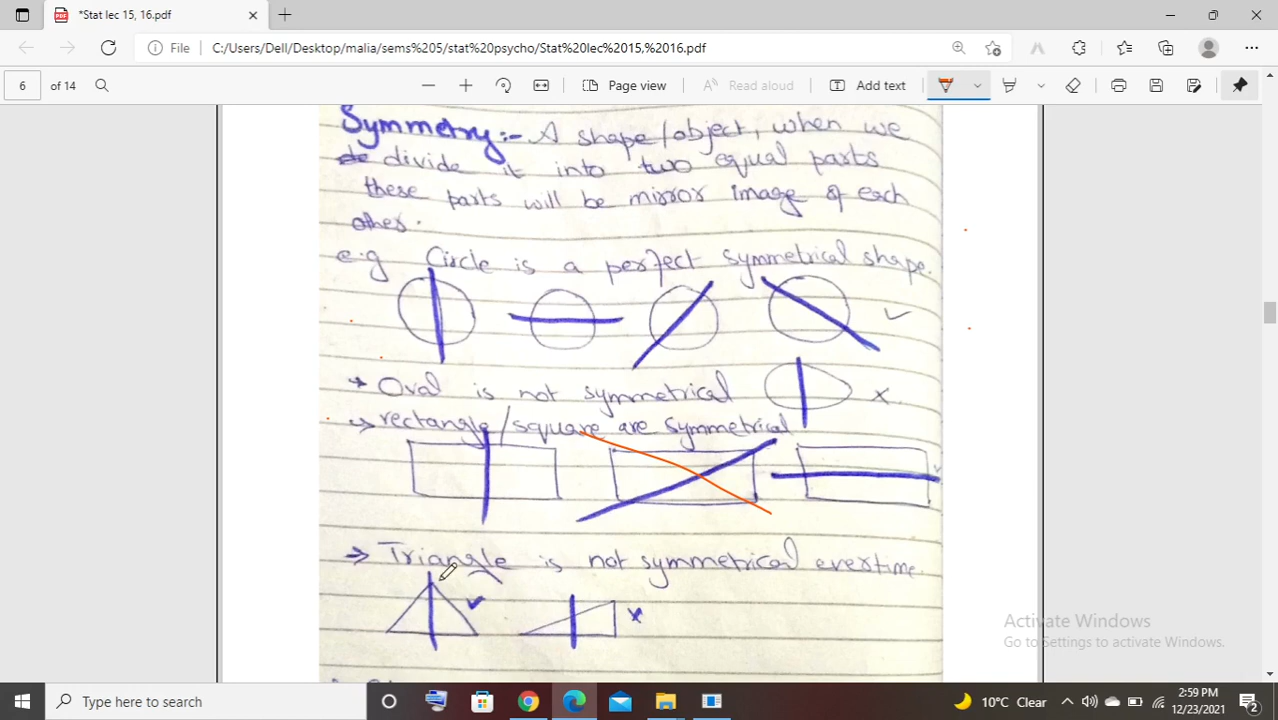 *Stat lec 15, 16.pdf
File C:/Users/Dell/Desktop/malia/sems%205/stat%20psycho/Stat%20lec%2015,%2016.pdf
6 of 14 Page view Read aloud Add text
Symmetry:- A shape/object, when we
de divide it into two equal parts
these parts will be mirror image of each
other.
e.g Circle is a perfect symmetrical shape.
→ Oval is not symmetrical
→ rectangle/square are symmetrical
→ Triangle is not symmetrical evertime.
Activate Windows
Go to Settings to activate Windows.
Type here to search
10°C Clear
2:59 PM
12/23/2021
2